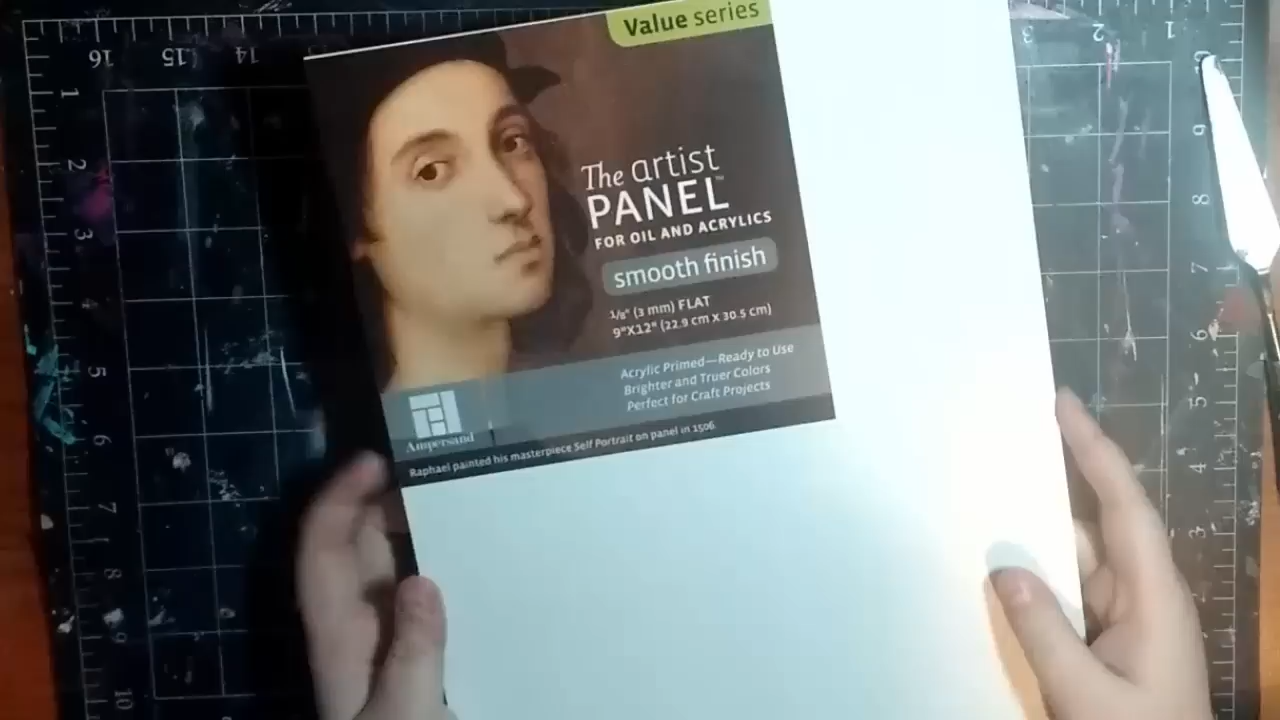 Value series
The artist
PANEL™
FOR OIL AND ACRYLICS
smooth finish
1/8" (3 mm) FLAT
9"X12" (22.9 cm X 30.5 cm)
Acrylic Primed—Ready to Use
Brighter and Truer Colors
Perfect for Craft Projects
Ampersand
Raphael painted his masterpiece Self Portrait on panel in 1506
16 15 14 3 2 1
1
2
3
4
5
6
7
8
9
10
9
8
7
6
5
4
3